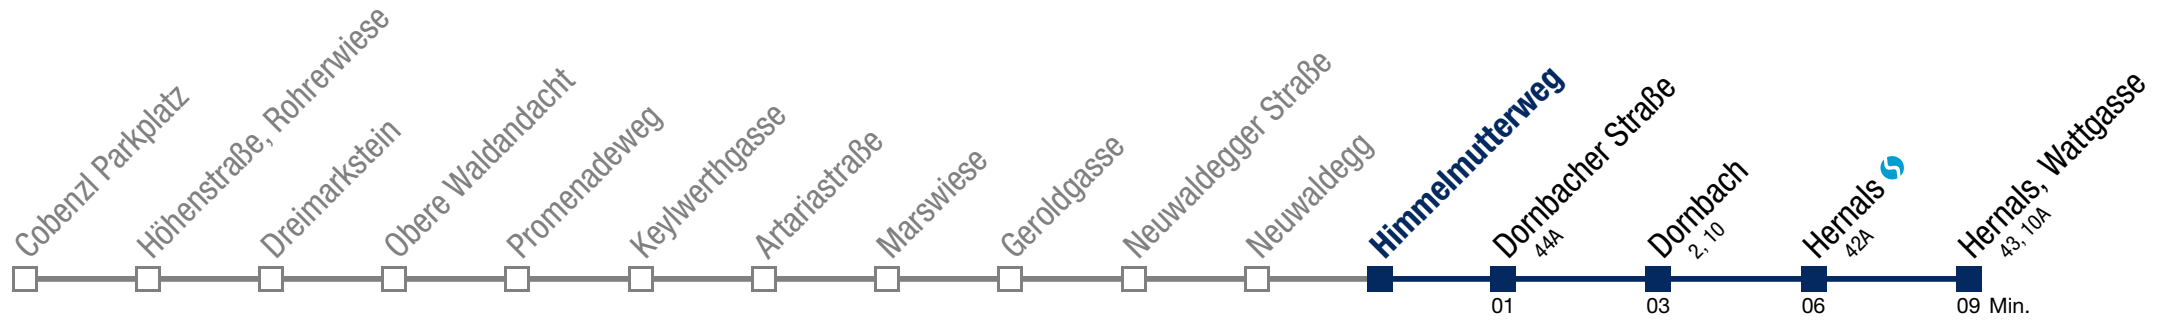 Cobenzl Parkplatz
Höhenstraße, Rohrerwiese
Dreimarkstein
Obere Waldandacht
Promenadeweg
Keylwerthgasse
Artariastraße
Marswiese
Geroldgasse
Neuwaldegger Straße
Neuwaldegg
Himmelmutterweg
Dornbacher Straße
44A
Dornbach
2, 10
Hernals
42A
Hernals, Wattgasse
43, 10A
01 03 06 09 Min.